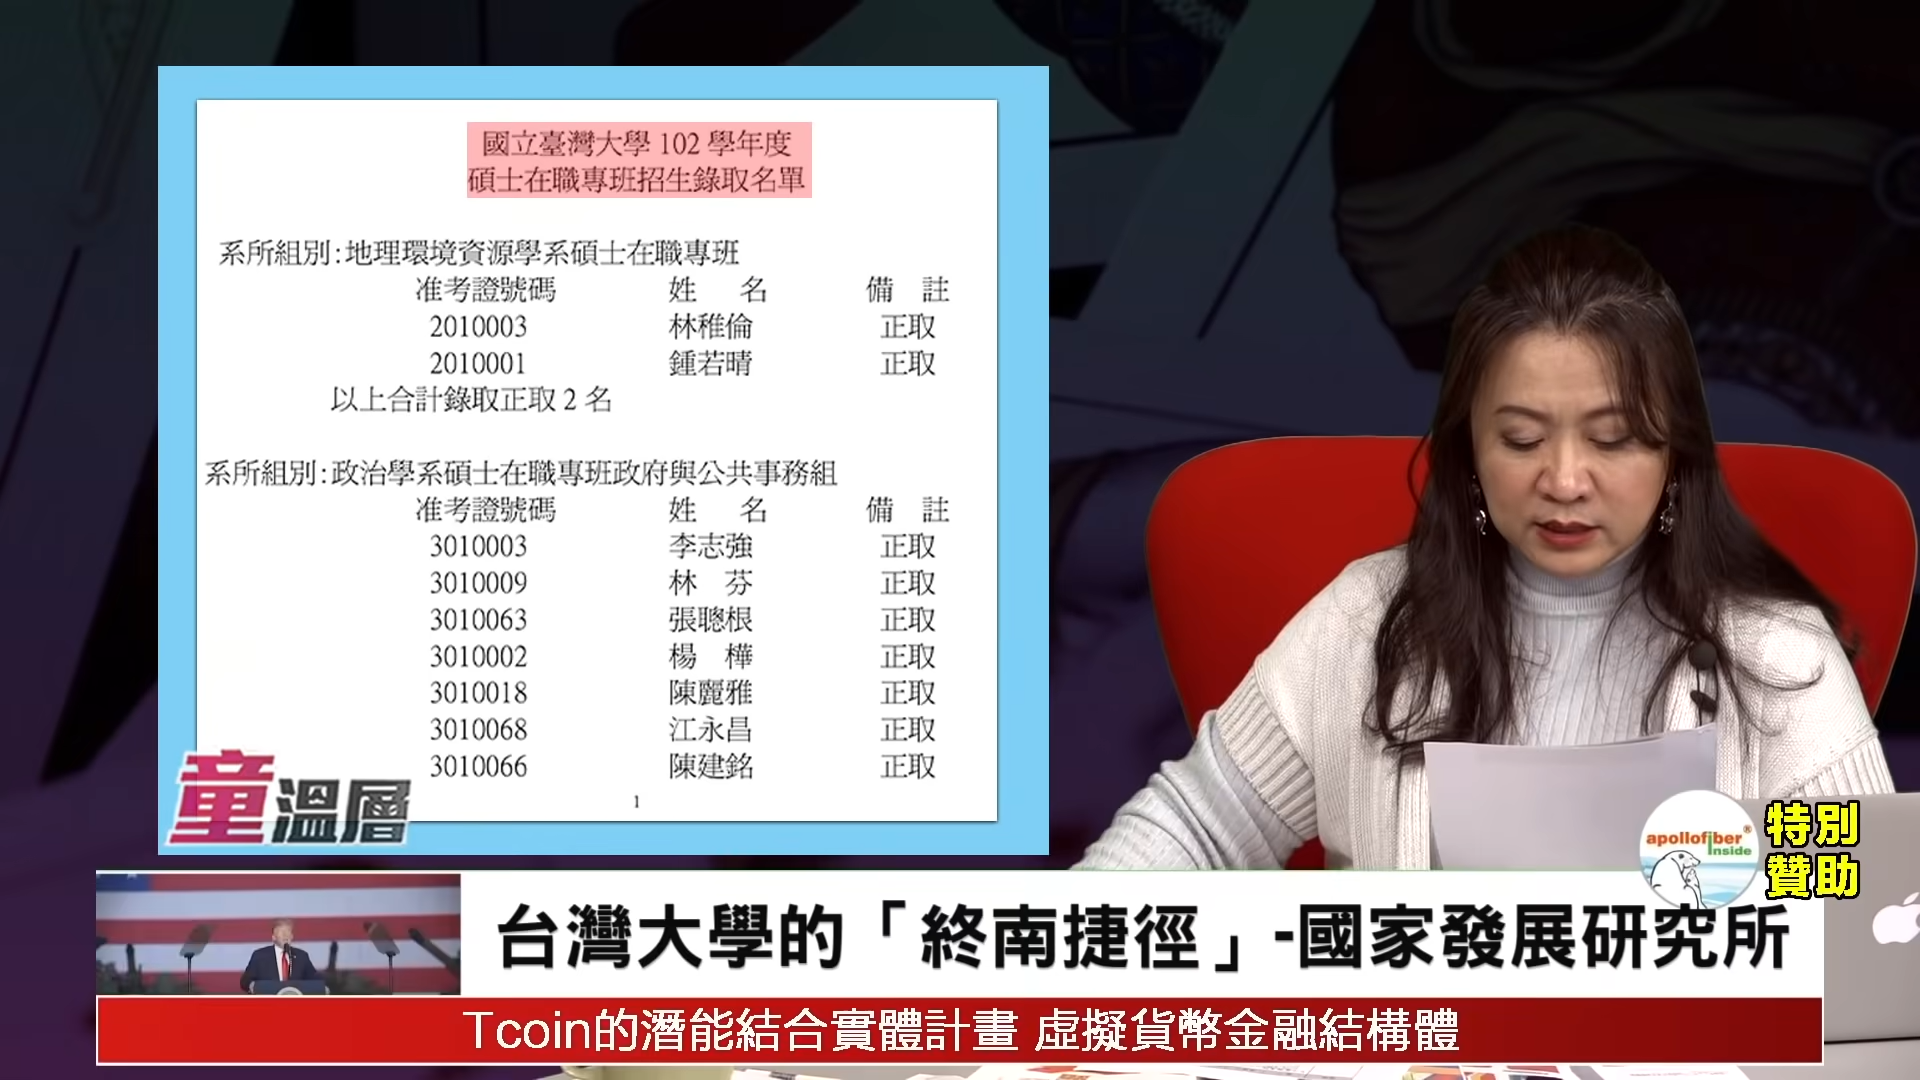 國立臺灣大學 102 學年度
碩士在職專班招生錄取名單
系所組別:地理環境資源學系碩士在職專班
准考證號碼 姓 名 備 註
2010003 林稚倫 正取
2010001 鍾若晴 正取
以上合計錄取正取 2 名
系所組別:政治學系碩士在職專班政府與公共事務組
准考證號碼 姓 名 備 註
3010003 李志強 正取
3010009 林 芬 正取
3010063 張聰根 正取
3010002 楊 樺 正取
3010018 陳麗雅 正取
3010068 江永昌 正取
3010066 陳建銘 正取
1
童溫層
apollofiber®
inside
特別
贊助
台灣大學的「終南捷徑」-國家發展研究所
Tcoin的潛能結合實體計畫 虛擬貨幣金融結構體